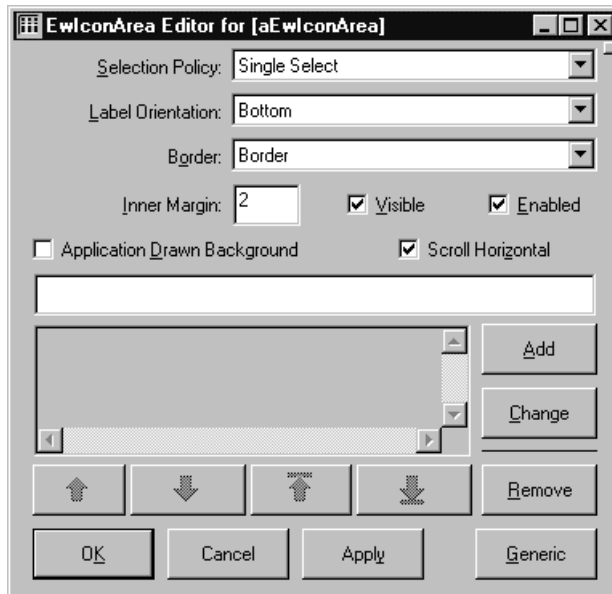 EwIconArea Editor for [aEwIconArea]
Selection Policy: Single Select
Label Orientation: Bottom
Border: Border
Inner Margin: 2 Visible Enabled
Application Drawn Background Scroll Horizontal
Add
Change
Remove
OK Cancel Apply Generic